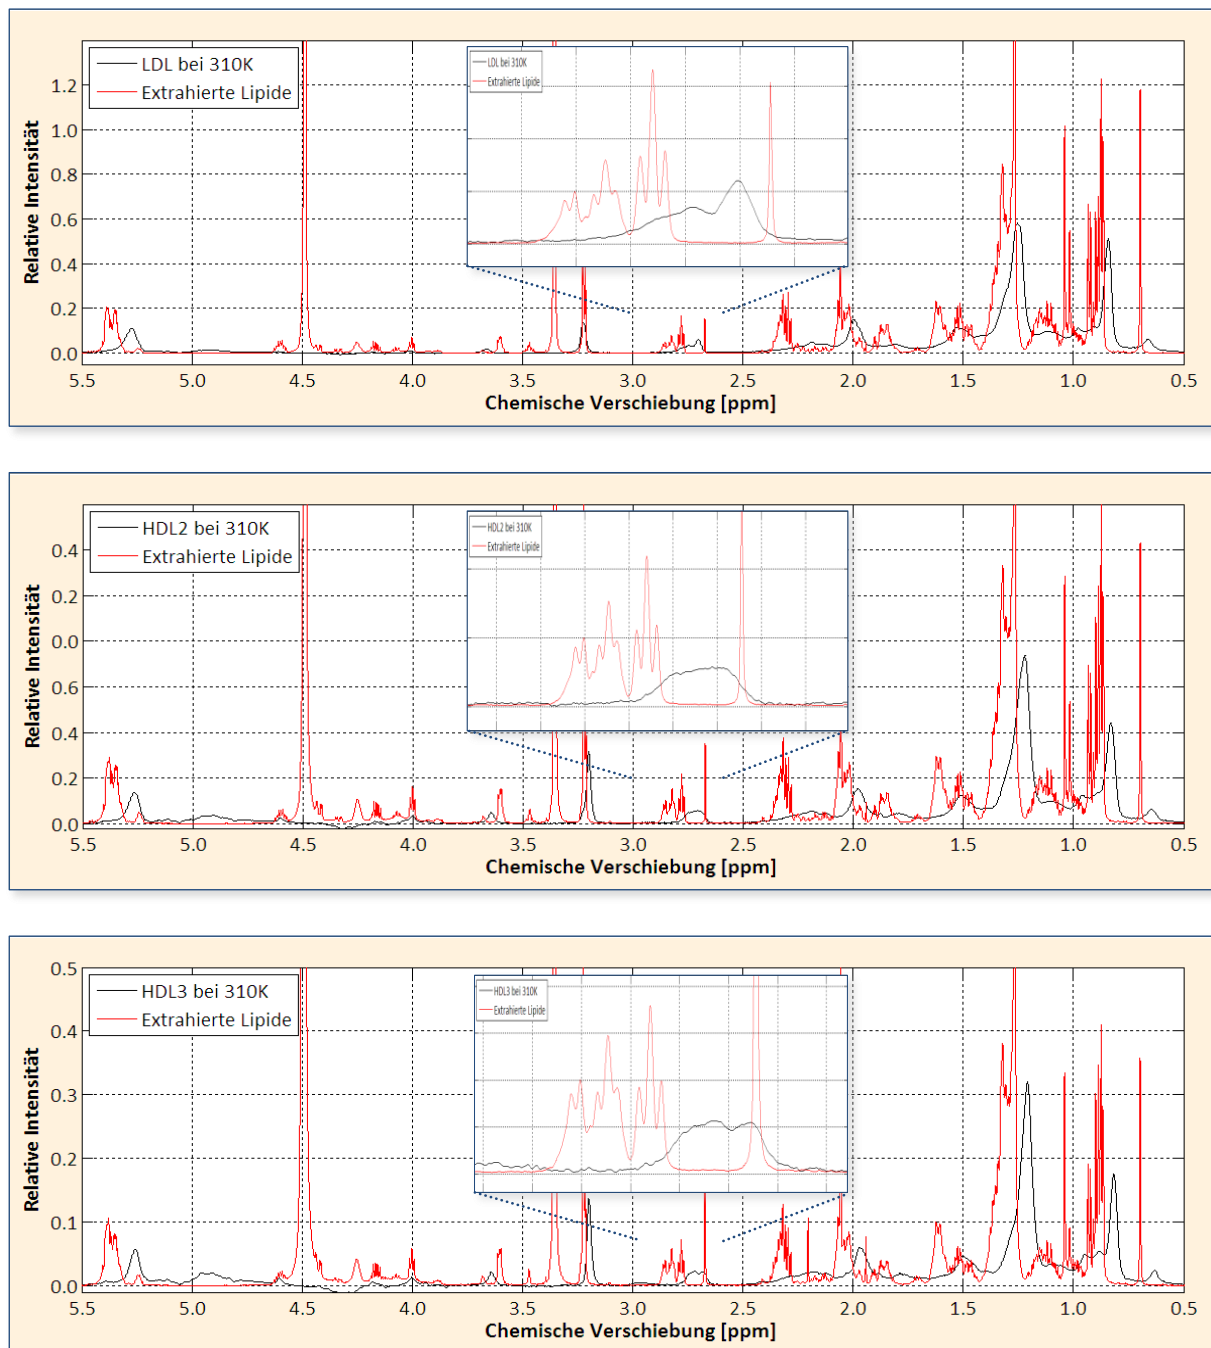 LDL bei 310K
Extrahierte Lipide
LDL bei 310K
Extrahierte Lipide
Relative Intensität
1.2
1.0
0.8
0.6
0.4
0.2
0.0
5.5 5.0 4.5 4.0 3.5 3.0 2.5 2.0 1.5 1.0 0.5
Chemische Verschiebung [ppm]
HDL2 bei 310K
Extrahierte Lipide
HDL2 bei 310K
Extrahierte Lipide
Relative Intensität
0.4
0.2
0.0
0.6
0.4
0.2
0.0
5.5 5.0 4.5 4.0 3.5 3.0 2.5 2.0 1.5 1.0 0.5
Chemische Verschiebung [ppm]
HDL3 bei 310K
Extrahierte Lipide
HDL3 bei 310K
Extrahierte Lipide
Relative Intensität
0.5
0.4
0.3
0.2
0.1
0.0
5.5 5.0 4.5 4.0 3.5 3.0 2.5 2.0 1.5 1.0 0.5
Chemische Verschiebung [ppm]